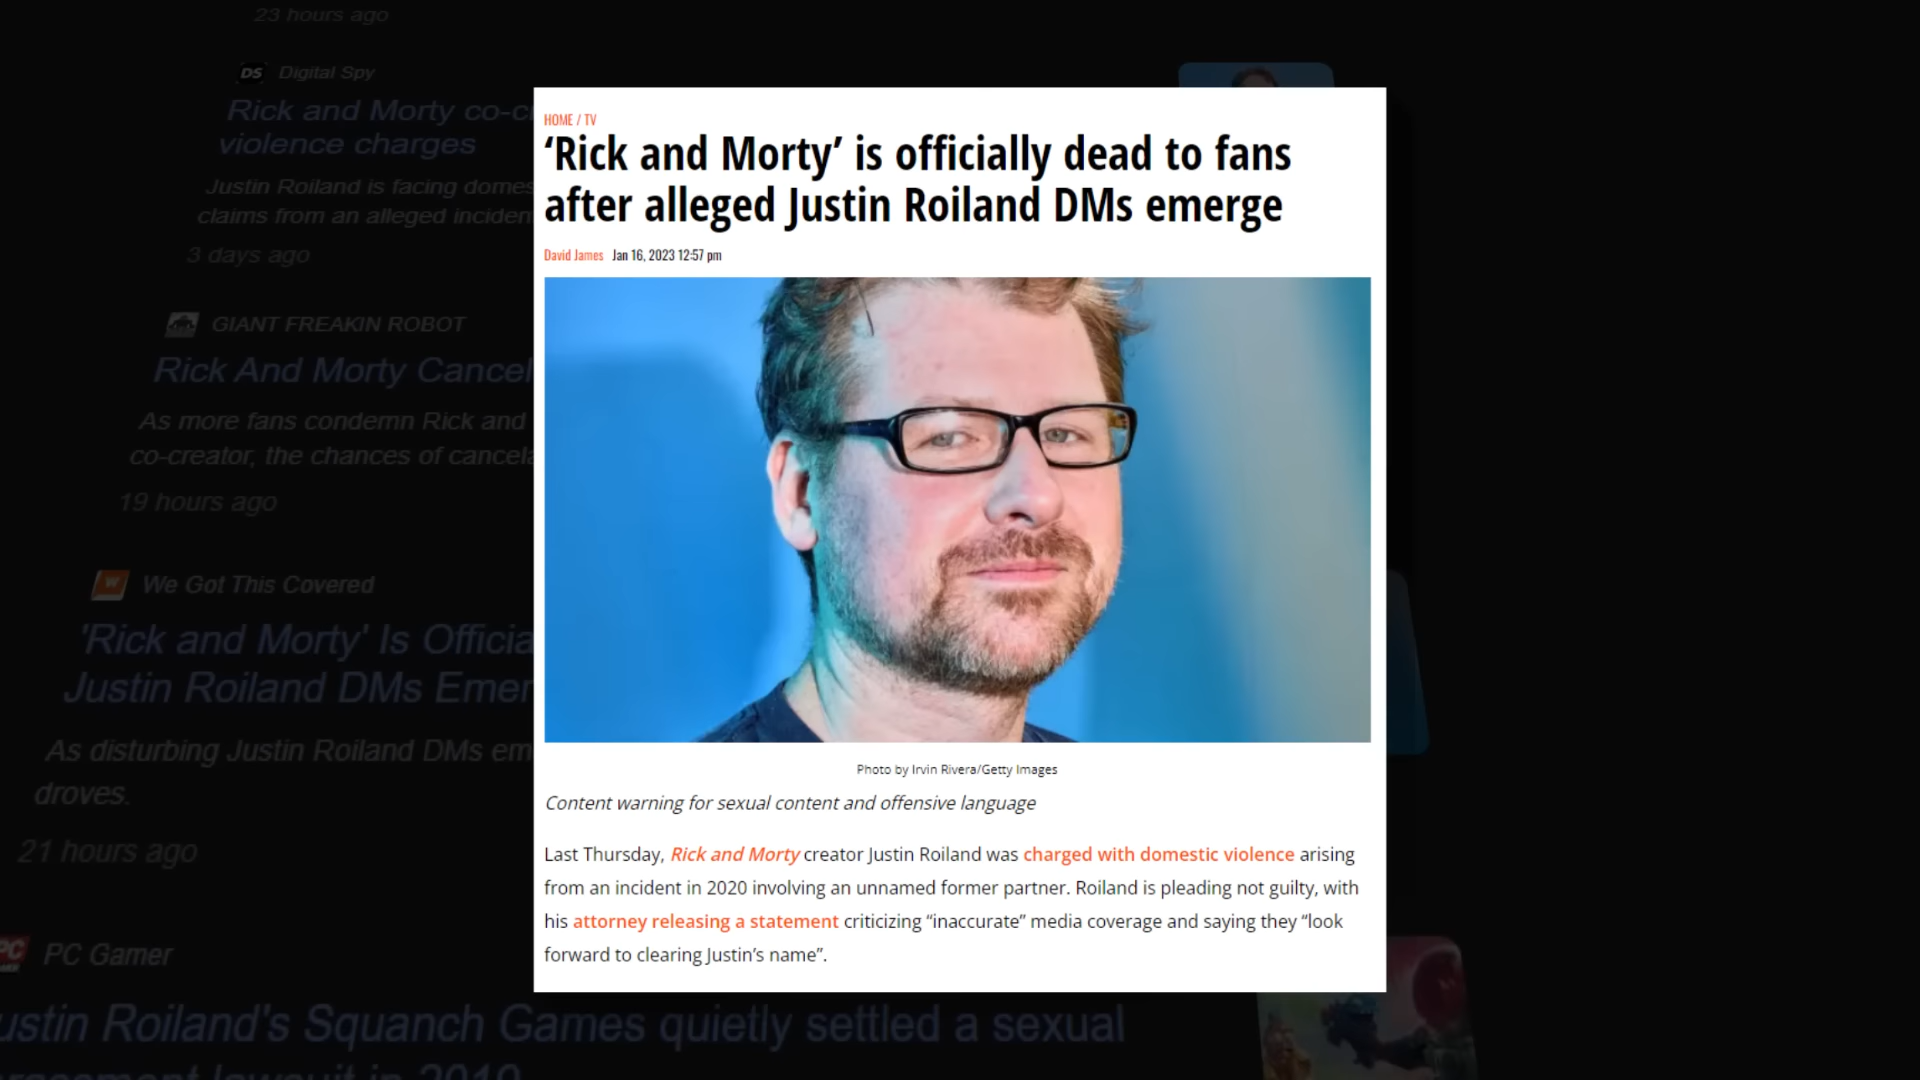 23 hours ago
DS Digital Spy
Rick and Morty co-c
violence charges
Justin Roiland is facing domes
claims from an alleged inciden
3 days ago
GIANT FREAKIN ROBOT
Rick And Morty Cancel
As more fans condemn Rick and
co-creator, the chances of cancela
19 hours ago
W We Got This Covered
'Rick and Morty' Is Officia
Justin Roiland DMs Emer
As disturbing Justin Roiland DMs em
droves.
21 hours ago
PC Gamer
ustin Roiland's Squanch Games quietly settled a sexual
lawsuit in 2019
HOME / TV
‘Rick and Morty’ is officially dead to fans
after alleged Justin Roiland DMs emerge
David James Jan 16, 2023 12:57 pm
Photo by Irvin Rivera/Getty Images
Content warning for sexual content and offensive language
Last Thursday, Rick and Morty creator Justin Roiland was charged with domestic violence arising
from an incident in 2020 involving an unnamed former partner. Roiland is pleading not guilty, with
his attorney releasing a statement criticizing “inaccurate” media coverage and saying they “look
forward to clearing Justin’s name”.